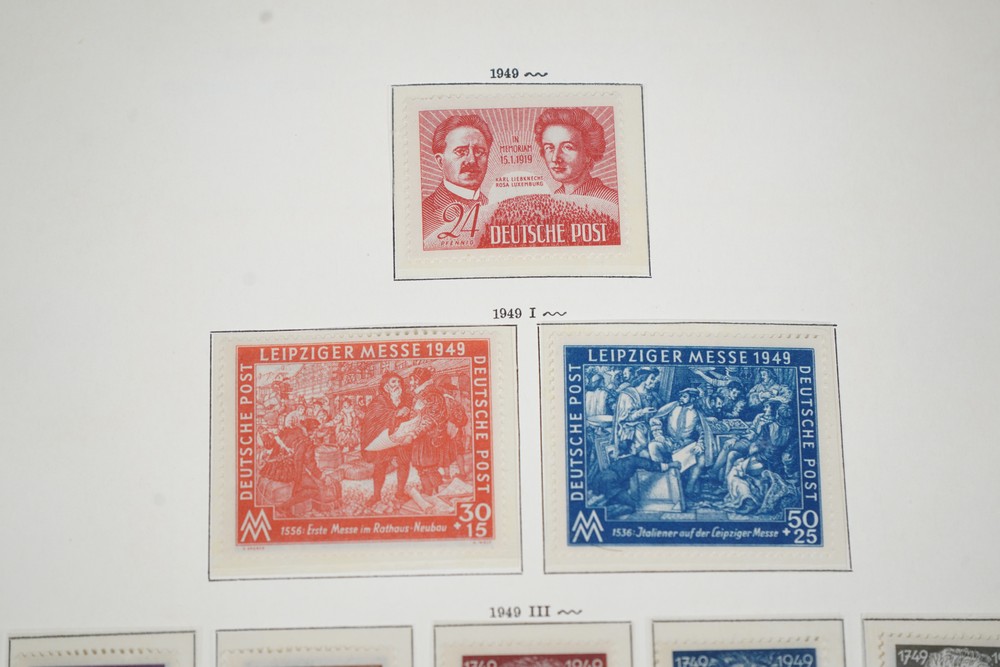 1949
IN
MEMORIAM
15.1.1919
KARL LIEBKNECHT
ROSA LUXEMBURG
24
PFENNIG
DEUTSCHE POST
1949 I
LEIPZIGER MESSE 1949
DEUTSCHE POST
DEUTSCHE POST
30
+15
1556: Erste Messe im Rathaus-Neubau
LEIPZIGER MESSE 1949
DEUTSCHE POST
DEUTSCHE POST
50
+25
1536: Italiener auf der Leipziger Messe
1949 III
1749
1949
1749
1949
1749